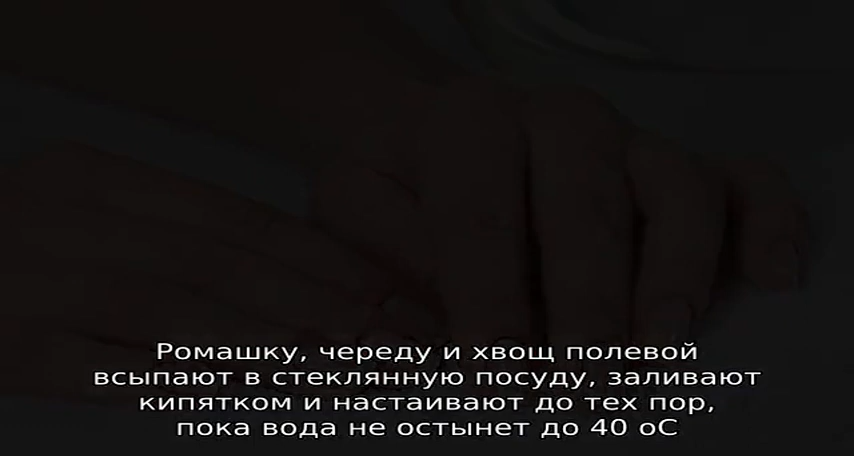 Ромашку, череду и хвощ полевой
всыпают в стеклянную посуду, заливают
кипятком и настаивают до тех пор,
пока вода не остынет до 40 оС